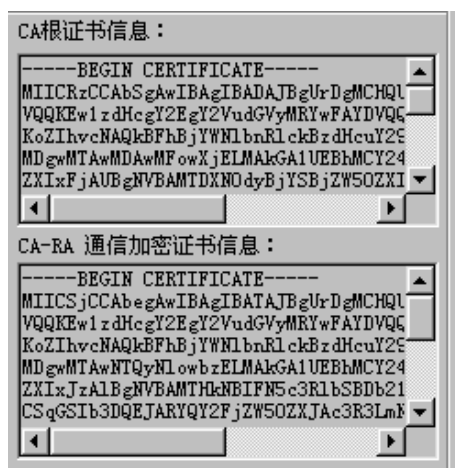 CA根证书信息：
-----BEGIN CERTIFICATE-----
MIICRzCCAbSgAwIBAgIBADAJBgUrDgMCHQU
VQQKEw1zdHcgY2EgY2VudGVyMRYwFAYDVQQ
KoZIhvcNAQkBFhBjYWNlbnRlckBzdHcuY29
MDgwMTAwMDAwMFowXjELMAkGA1UEBhMCY24
ZXIxFjAUBgNVBAMTDXN0dyBjYSBjZW50ZXI
CA-RA 通信加密证书信息：
-----BEGIN CERTIFICATE-----
MIICSjCCAbegAwIBAgIBATAJBgUrDgMCHQU
VQQKEw1zdHcgY2EgY2VudGVyMRYwFAYDVQQ
KoZIhvcNAQkBFhBjYWNlbnRlckBzdHcuY29
MDgwMTAwNTQyNlowbzELMAkGA1UEBhMCY24
ZXIxJzAlBgNVBAMTHkNBIFN5c3RlbSBDb21
CSqGSIb3DQEJARYQY2FjZW50ZXJAc3R3LmN